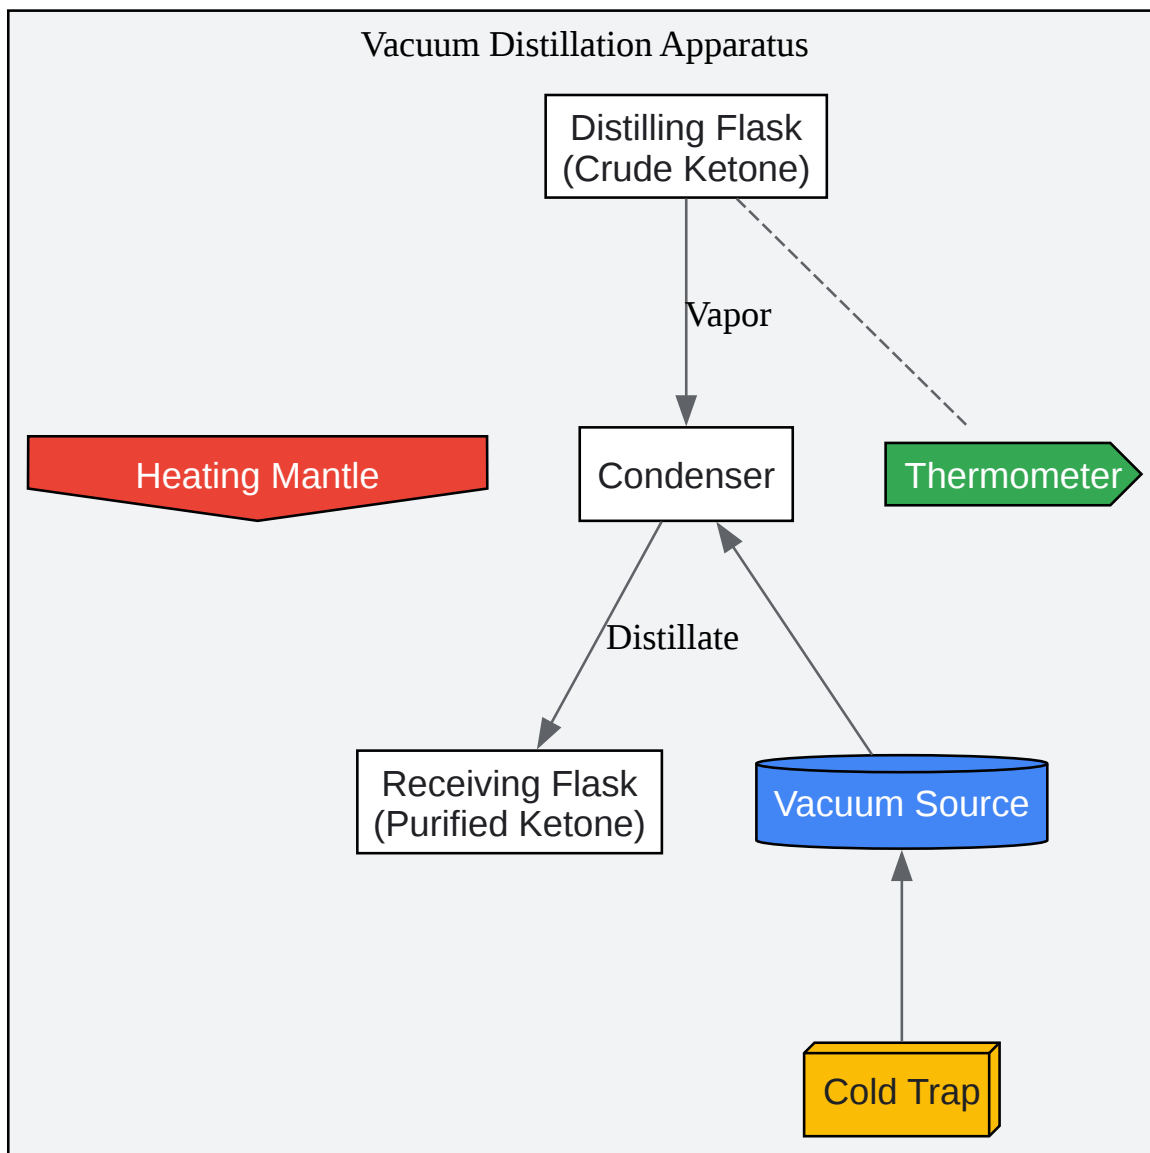 Vacuum Distillation Apparatus
Distilling Flask
(Crude Ketone)
Vapor
Heating Mantle
Condenser
Thermometer
Distillate
Receiving Flask
(Purified Ketone)
Vacuum Source
Cold Trap